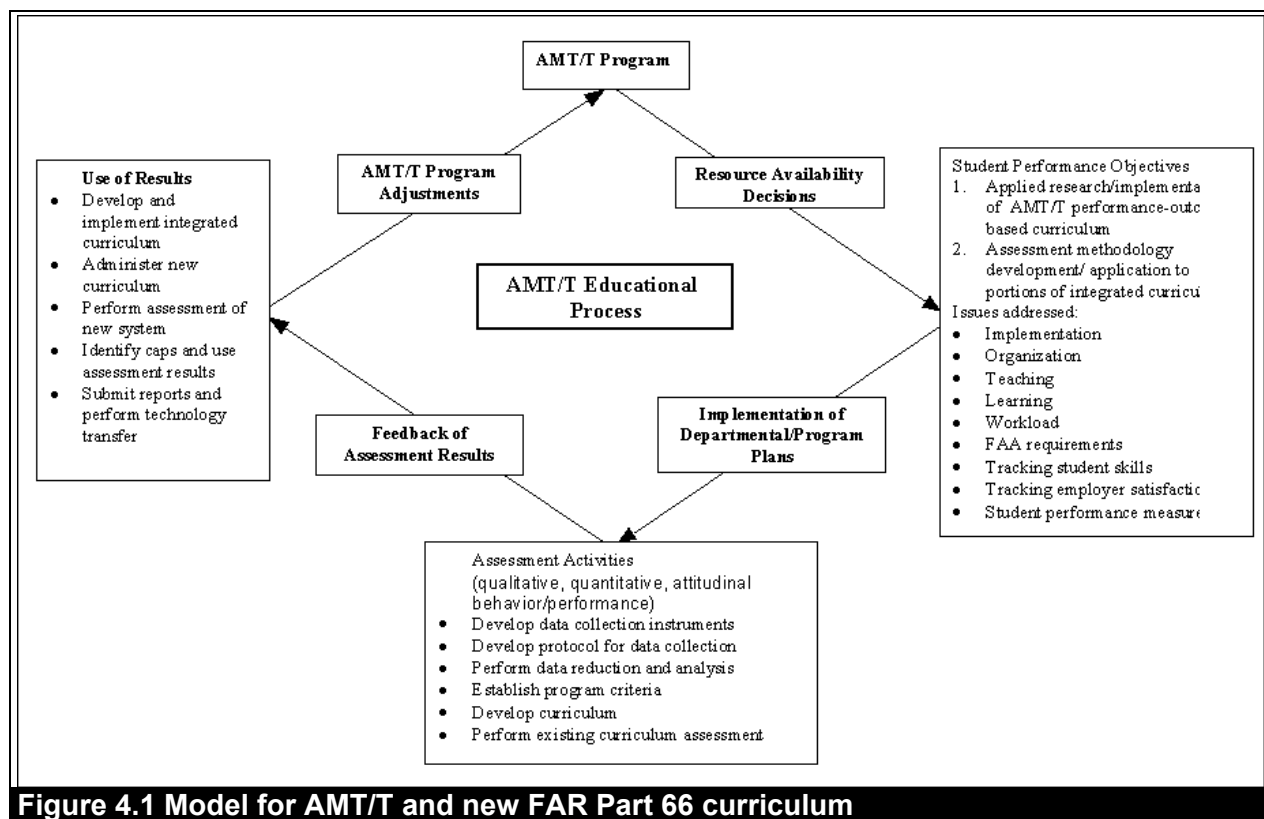 AMT/T Program
AMT/T Program
Adjustments
Resource Availability
Decisions
Use of Results
● Develop and
implement integrated
curriculum
● Administer new
curriculum
● Perform assessment of
new system
● Identify caps and use
assessment results
● Submit reports and
perform technology
transfer
AMT/T Educational
Process
Student Performance Objectives
1. Applied research/implementa
of AMT/T performance-outc
based curriculum
2. Assessment methodology
development/ application to
portions of integrated curricu
Issues addressed:
● Implementation
● Organization
● Teaching
● Learning
● Workload
● FAA requirements
● Tracking student skills
● Tracking employer satisfactic
● Student performance measure
Feedback of
Assessment Results
Implementation of
Departmental/Program
Plans
Assessment Activities
(qualitative, quantitative, attitudinal
behavior/performance)
● Develop data collection instruments
● Develop protocol for data collection
● Perform data reduction and analysis
● Establish program criteria
● Develop curriculum
● Perform existing curriculum assessment
Figure 4.1 Model for AMT/T and new FAR Part 66 curriculum